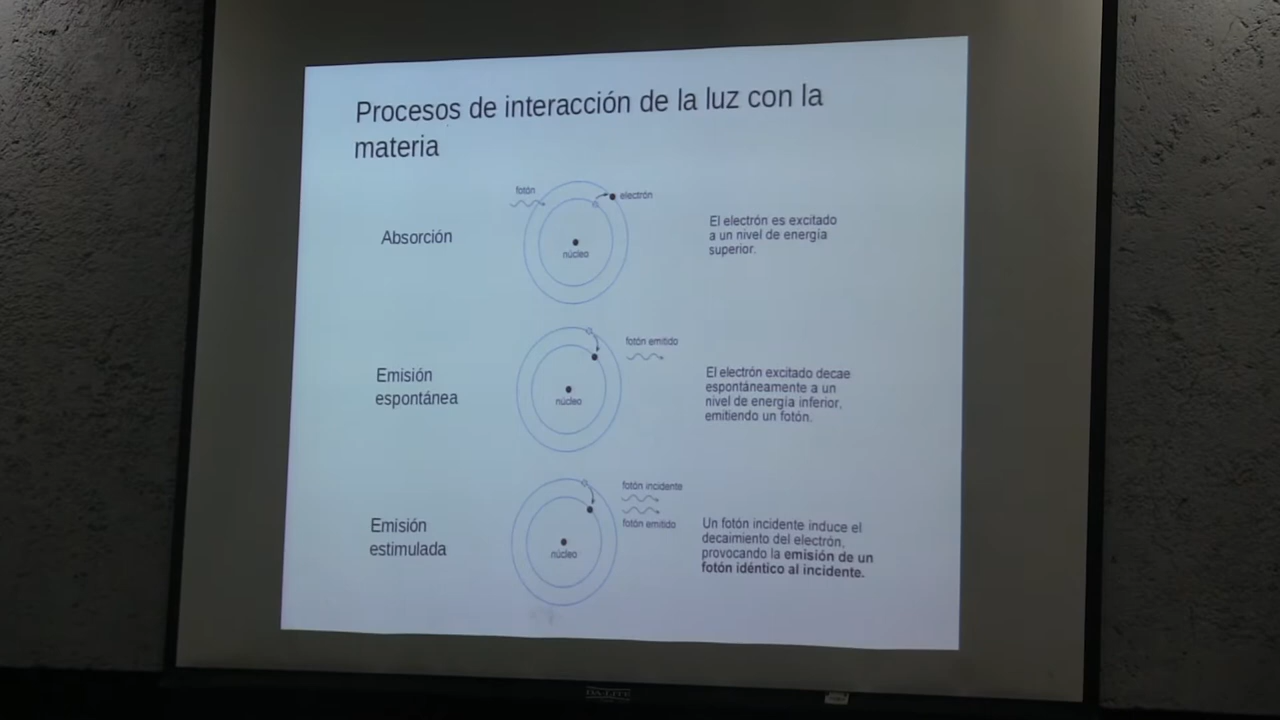 Procesos de interacción de la luz con la
materia
fotón
electrón
Absorción
núcleo
El electrón es excitado
a un nivel de energía
superior.
fotón emitido
Emisión
espontánea
núcleo
El electrón excitado decae
espontáneamente a un
nivel de energía inferior,
emitiendo un fotón.
fotón incidente
fotón emitido
Emisión
estimulada
núcleo
Un fotón incidente induce el
decaimiento del electrón,
provocando la emisión de un
fotón idéntico al incidente.
DA-LITE